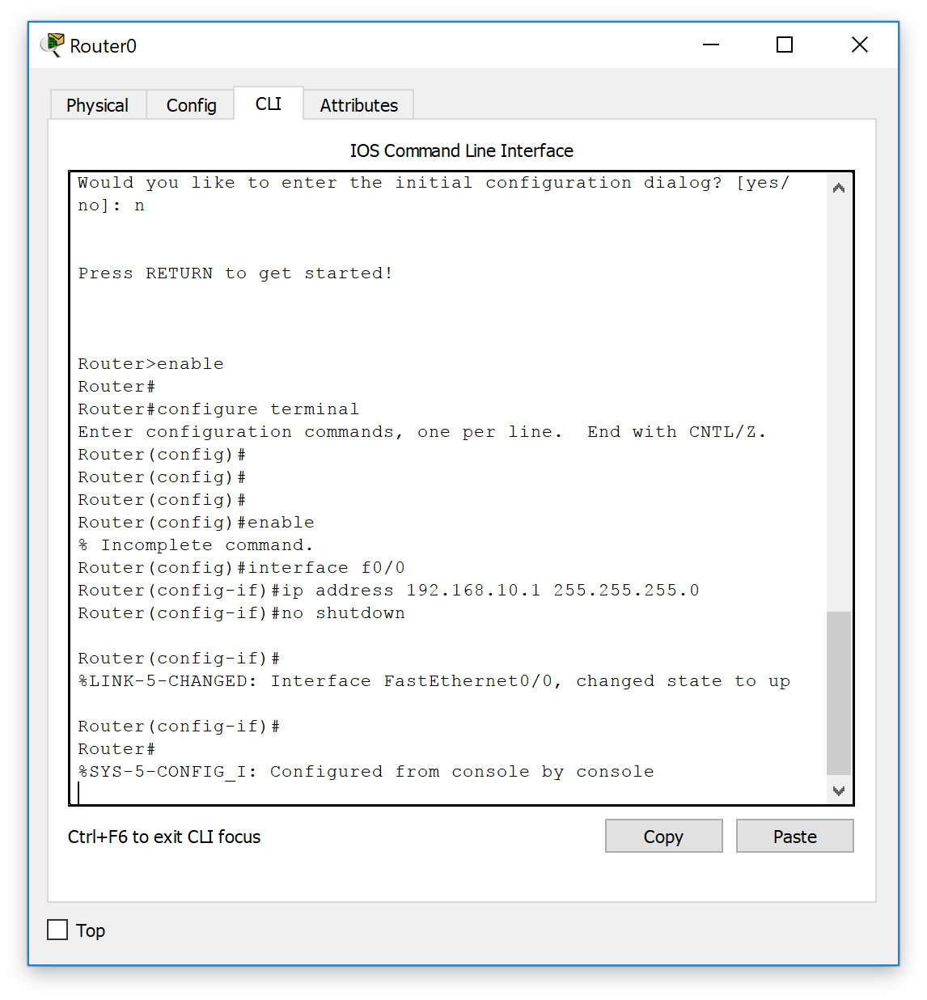 Router0
Physical Config CLI Attributes
IOS Command Line Interface
Would you like to enter the initial configuration dialog? [yes/
no]: n
Press RETURN to get started!
Router>enable
Router#
Router#configure terminal
Enter configuration commands, one per line.  End with CNTL/Z.
Router(config)#
Router(config)#
Router(config)#
Router(config)#enable
% Incomplete command.
Router(config)#interface f0/0
Router(config-if)#ip address 192.168.10.1 255.255.255.0
Router(config-if)#no shutdown
Router(config-if)#
%LINK-5-CHANGED: Interface FastEthernet0/0, changed state to up
Router(config-if)#
Router#
%SYS-5-CONFIG_I: Configured from console by console
Ctrl+F6 to exit CLI focus Copy Paste
Top